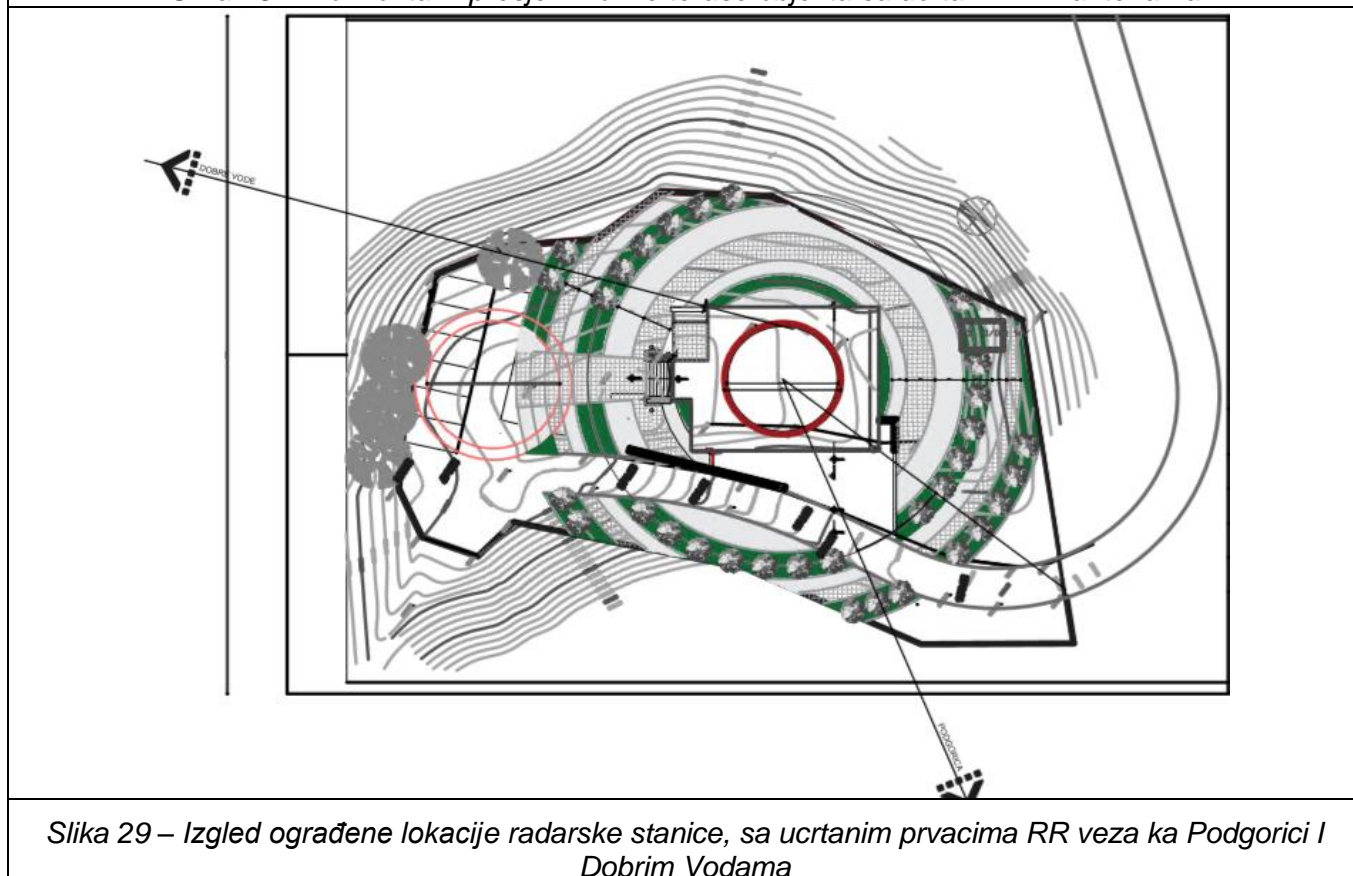 DOBRE VODE
PODGORICA
Slika 29 – Izgled ograđene lokacije radarske stanice, sa ucrtanim prvacima RR veza ka Podgorici I
Dobrim Vodama